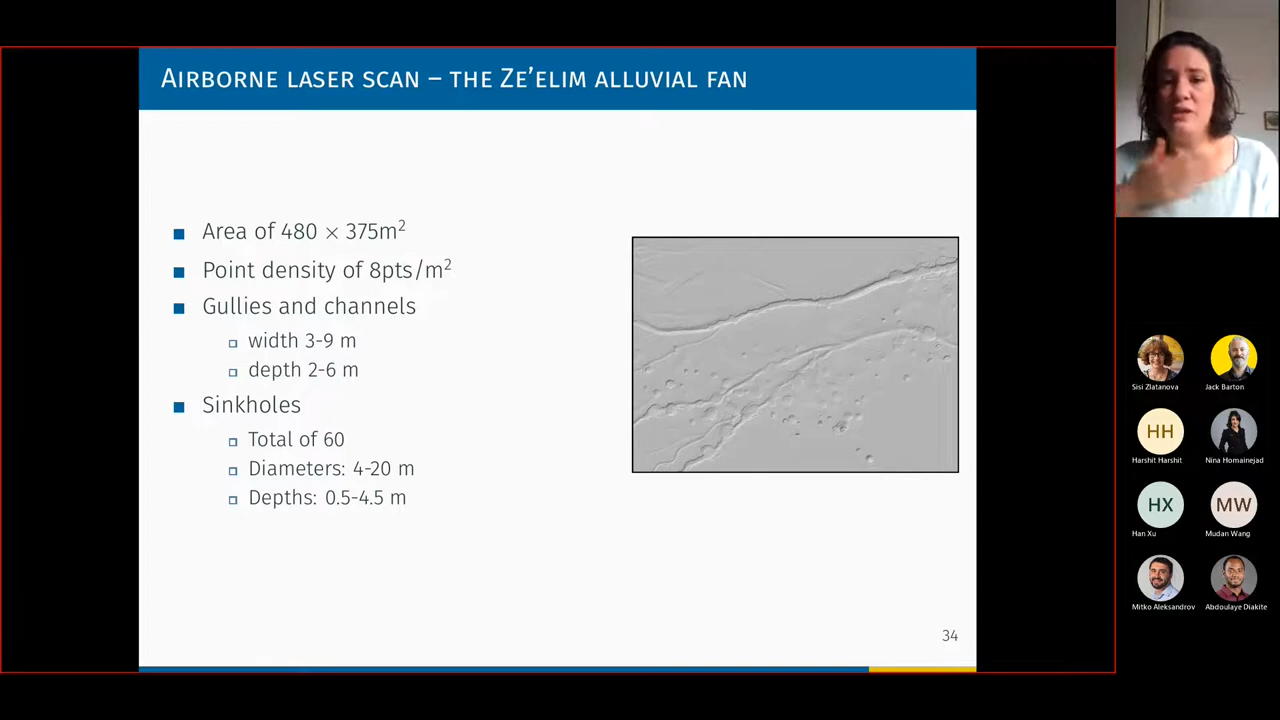 Airborne laser scan – the Ze’elim alluvial fan
Area of 480 × 375m²
Point density of 8pts/m²
Gullies and channels
width 3-9 m
depth 2-6 m
Sinkholes
Total of 60
Diameters: 4-20 m
Depths: 0.5-4.5 m
34
Sisi Zlatanova
Jack Barton
HH
Harshit Harshit
Nina Homainejad
HX
MW
Han Xu
Mudan Wang
Mitko Aleksandrov
Abdoulaye Diakite